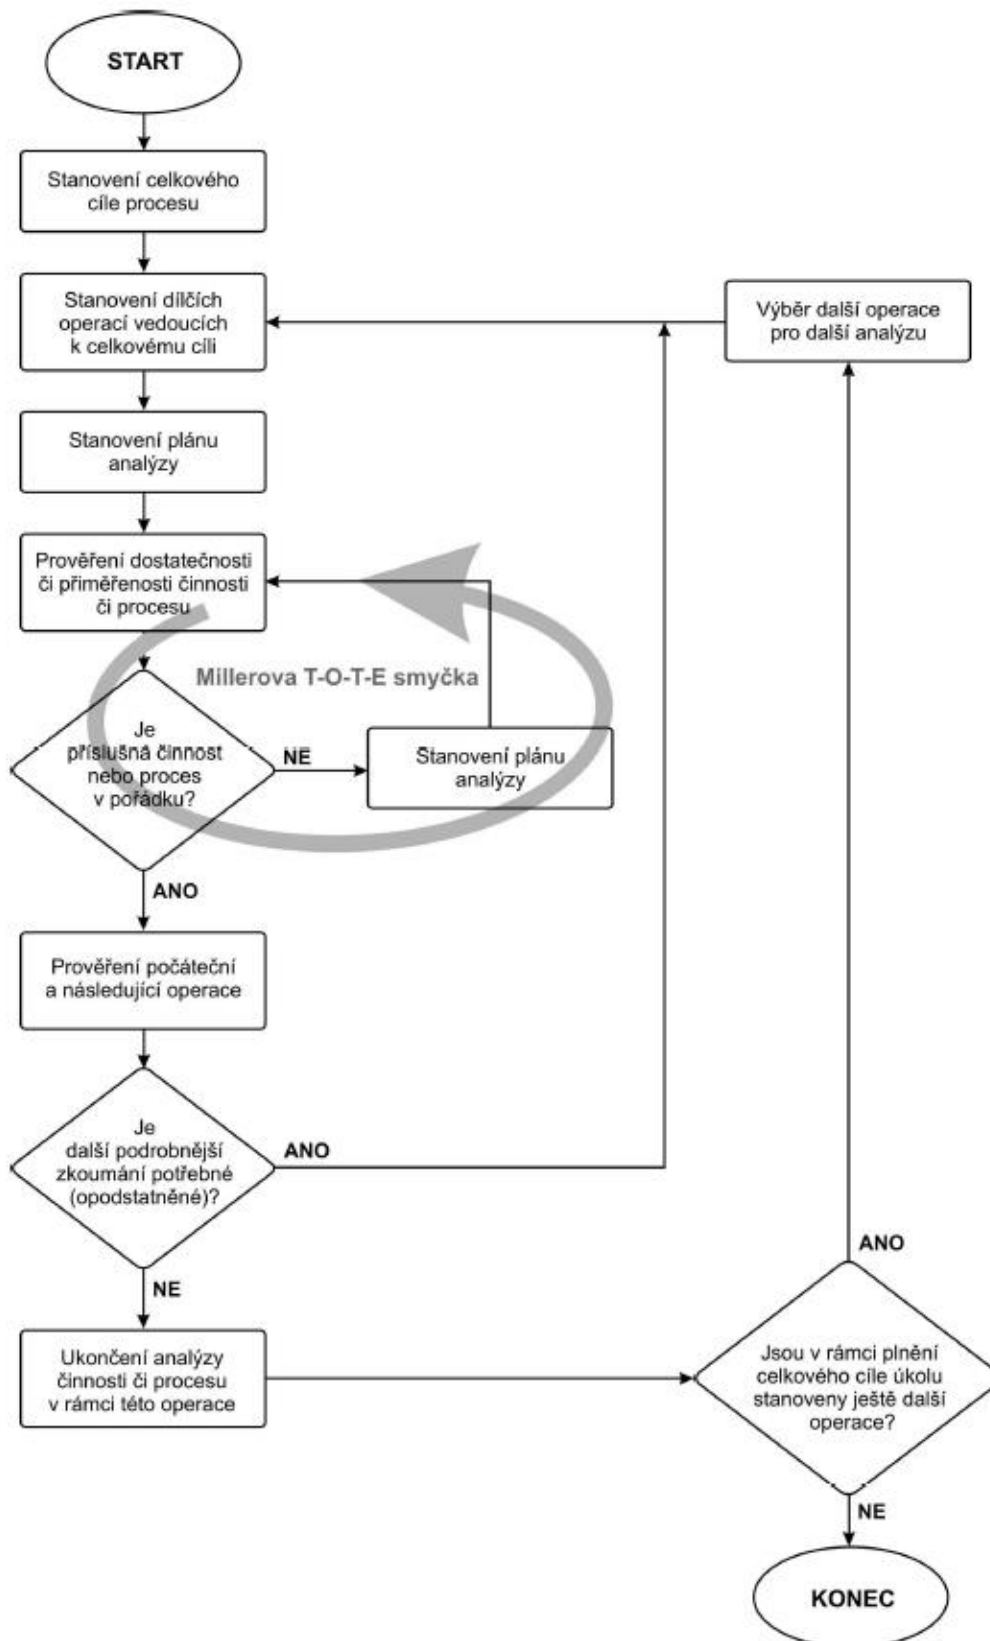 START
Stanovení celkového
cíle procesu
Stanovení dílčích
operací vedoucích
k celkovému cíli
Výběr další operace
pro další analýzu
Stanovení plánu
analýzy
Prověření dostatečnosti
či přiměřenosti činnosti
či procesu
Millerova T-O-T-E smyčka
Je
příslušná činnost
nebo proces
v pořádku?
NE
Stanovení plánu
analýzy
ANO
Prověření počáteční
a následující operace
Je
další podrobnější
zkoumání potřebné
(opodstatněné)?
ANO
NE
Ukončení analýzy
činnosti či procesu
v rámci této operace
ANO
Jsou v rámci plnění
celkového cíle úkolu
stanoveny ještě další
operace?
NE
KONEC